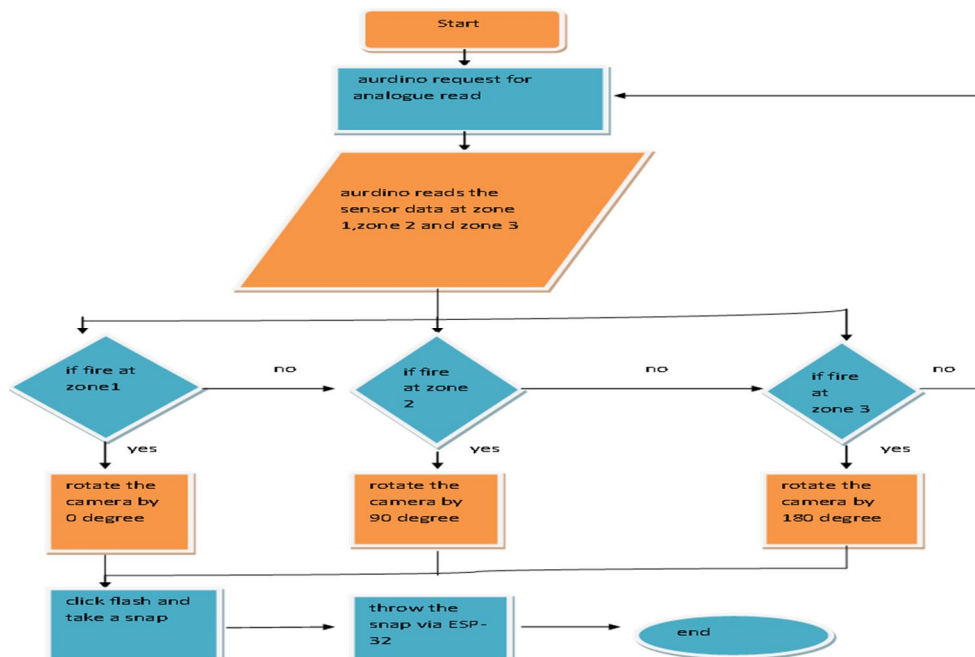 Start
aurdino request for
analogue read
aurdino reads the
sensor data at zone
1,zone 2 and zone 3
if fire at
zone1
no
if fire
at zone
2
no
if fire
at
zone 3
no
yes
yes
yes
rotate the
camera by
0 degree
rotate the
camera by
90 degree
rotate the
camera by
180 degree
click flash and
take a snap
throw the
snap via ESP-
32
end